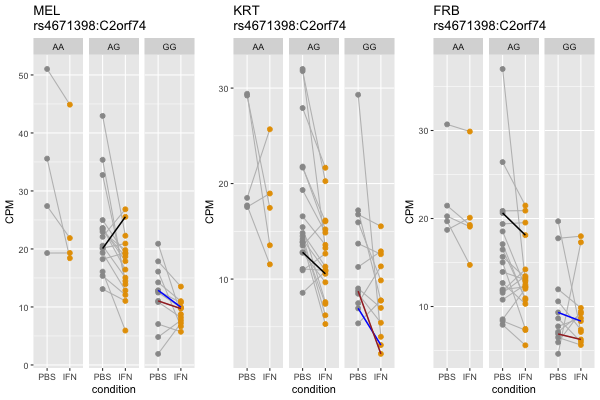 MEL
rs4671398:C2orf74
AA AG GG
50
40
30
20
10
0
CPM
PBS IFN PBS IFN PBS IFN
condition
KRT
rs4671398:C2orf74
AA AG GG
30
20
10
CPM
PBS IFN PBS IFN PBS IFN
condition
FRB
rs4671398:C2orf74
AA AG GG
30
20
10
CPM
PBS IFN PBS IFN PBS IFN
condition